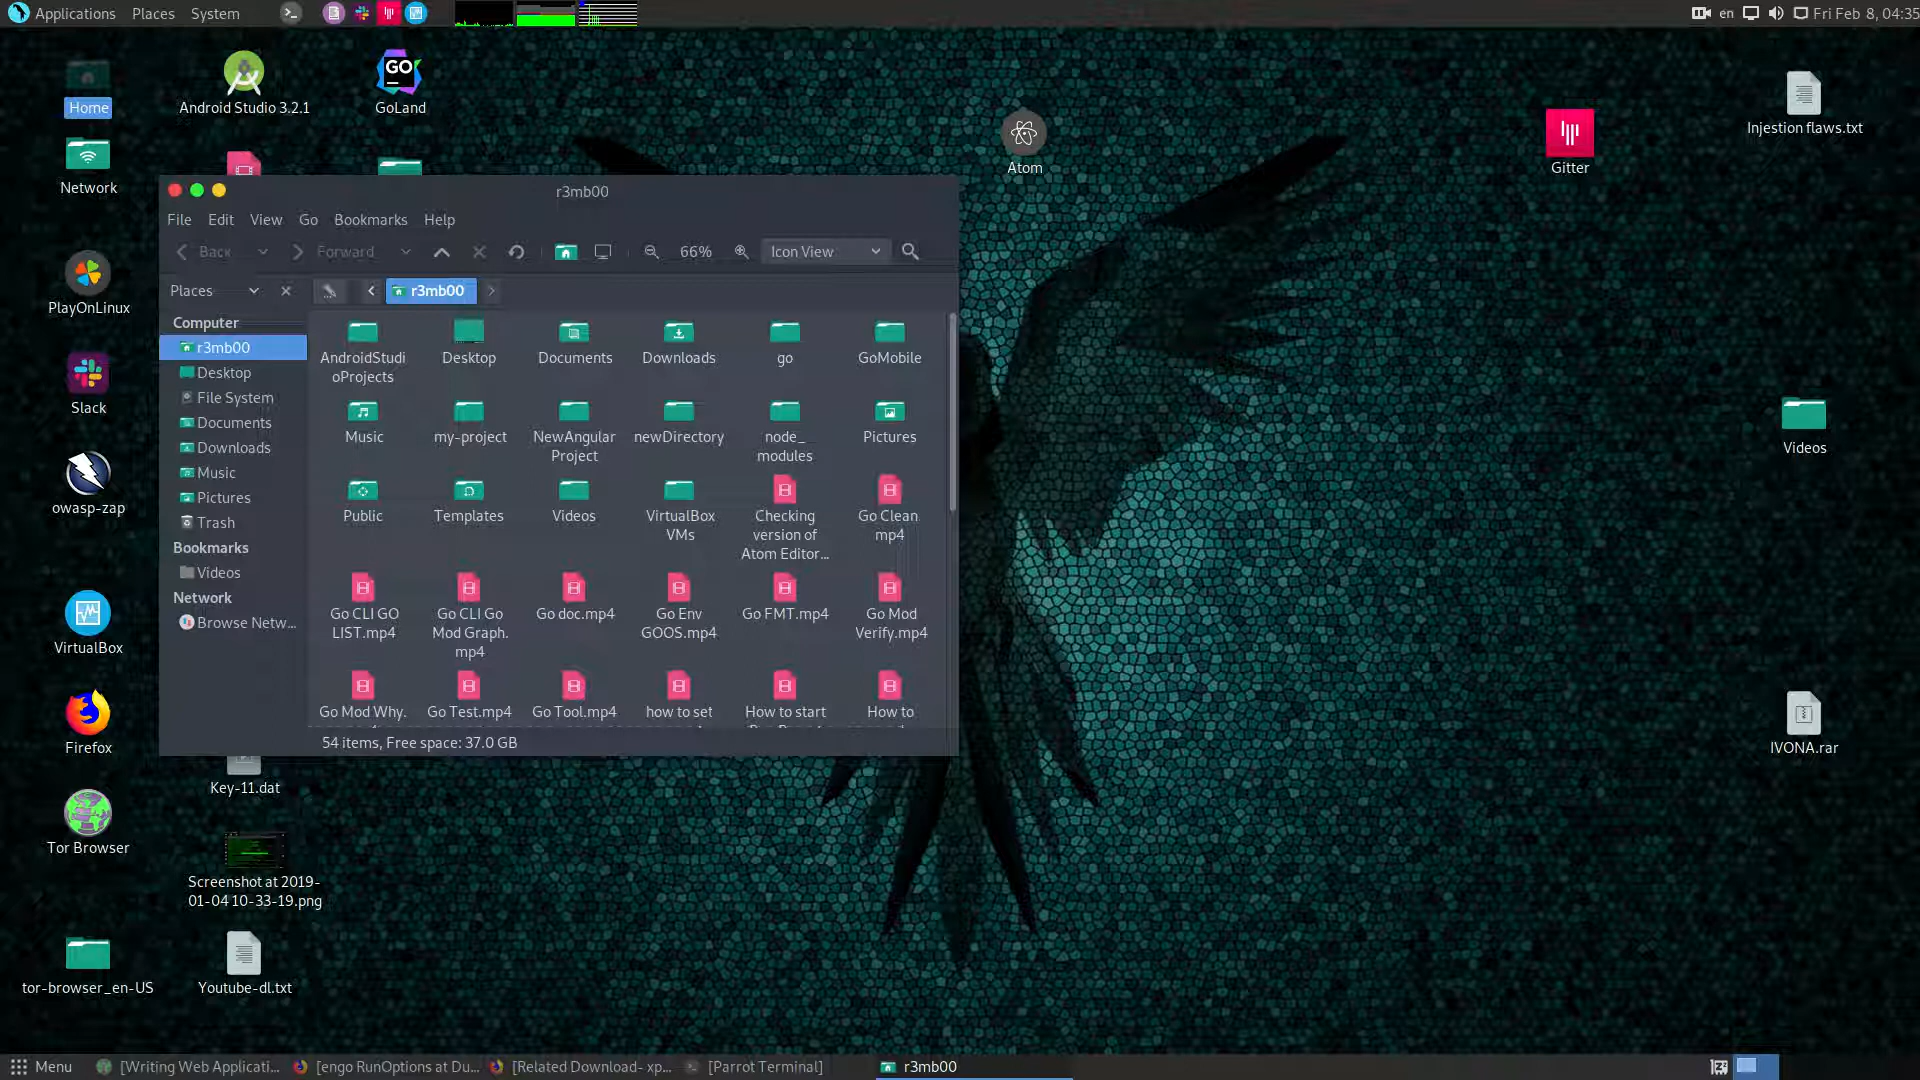 Applications Places System
en
Fri Feb 8, 04:35
Home
Android Studio 3.2.1
GoLand
Network
PlayOnLinux
Slack
owasp-zap
VirtualBox
Firefox
Tor Browser
tor-browser_en-US
Key-11.dat
Screenshot at 2019-
01-04 10-33-19.png
Youtube-dl.txt
Atom
Gitter
Injestion flaws.txt
Videos
IVONA.rar
r3mb00
File Edit View Go Bookmarks Help
Back Forward 66% Icon View
Places
r3mb00
Computer
r3mb00
Desktop
File System
Documents
Downloads
Music
Pictures
Trash
Bookmarks
Videos
Network
Browse Netw...
AndroidStudi
oProjects
Desktop
Documents
Downloads
go
GoMobile
Music
my-project
NewAngular
Project
newDirectory
node_
modules
Pictures
Public
Templates
Videos
VirtualBox
VMs
Checking
version of
Atom Editor...
Go Clean.
mp4
Go CLI GO
LIST.mp4
Go CLI Go
Mod Graph.
mp4
Go doc.mp4
Go Env
GOOS.mp4
Go FMT.mp4
Go Mod
Verify.mp4
Go Mod Why.
Go Test.mp4
Go Tool.mp4
how to set
How to start
How to
54 items, Free space: 37.0 GB
Menu
[Writing Web Applicati...
[engo RunOptions at Du...
[Related Download- xp...
[Parrot Terminal]
r3mb00